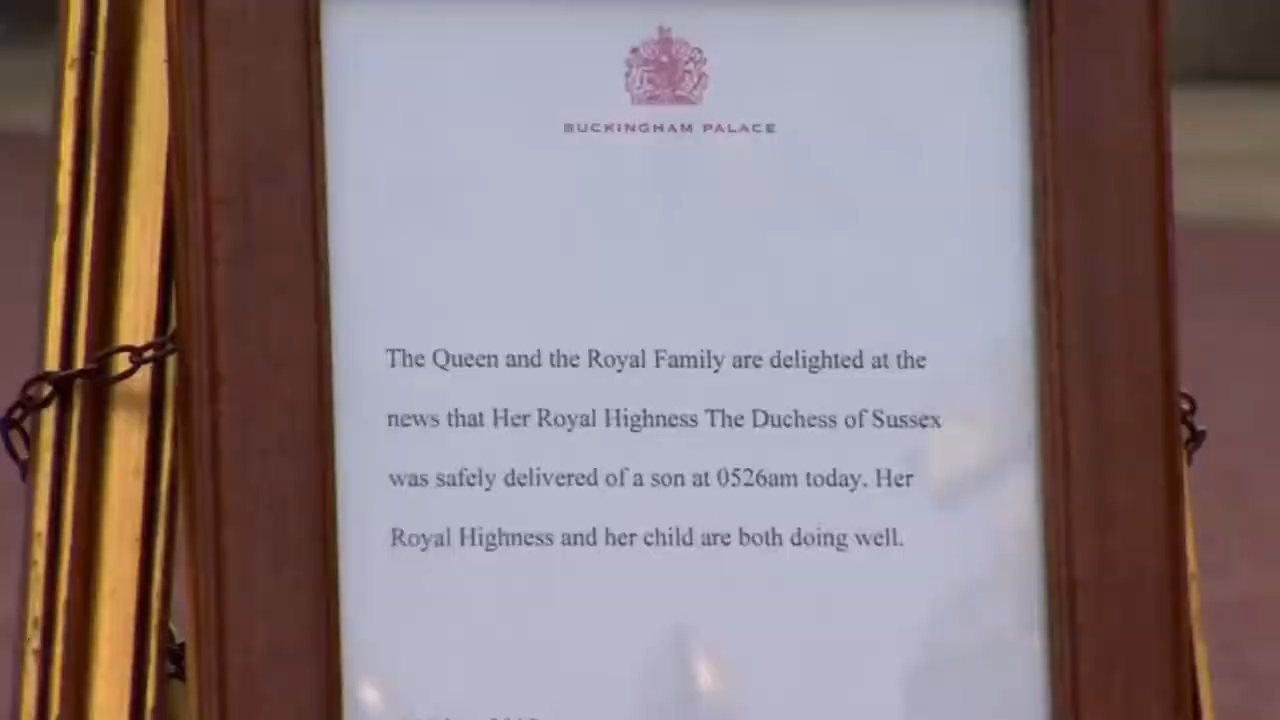 BUCKINGHAM PALACE
The Queen and the Royal Family are delighted at the
news that Her Royal Highness The Duchess of Sussex
was safely delivered of a son at 0526am today. Her
Royal Highness and her child are both doing well.